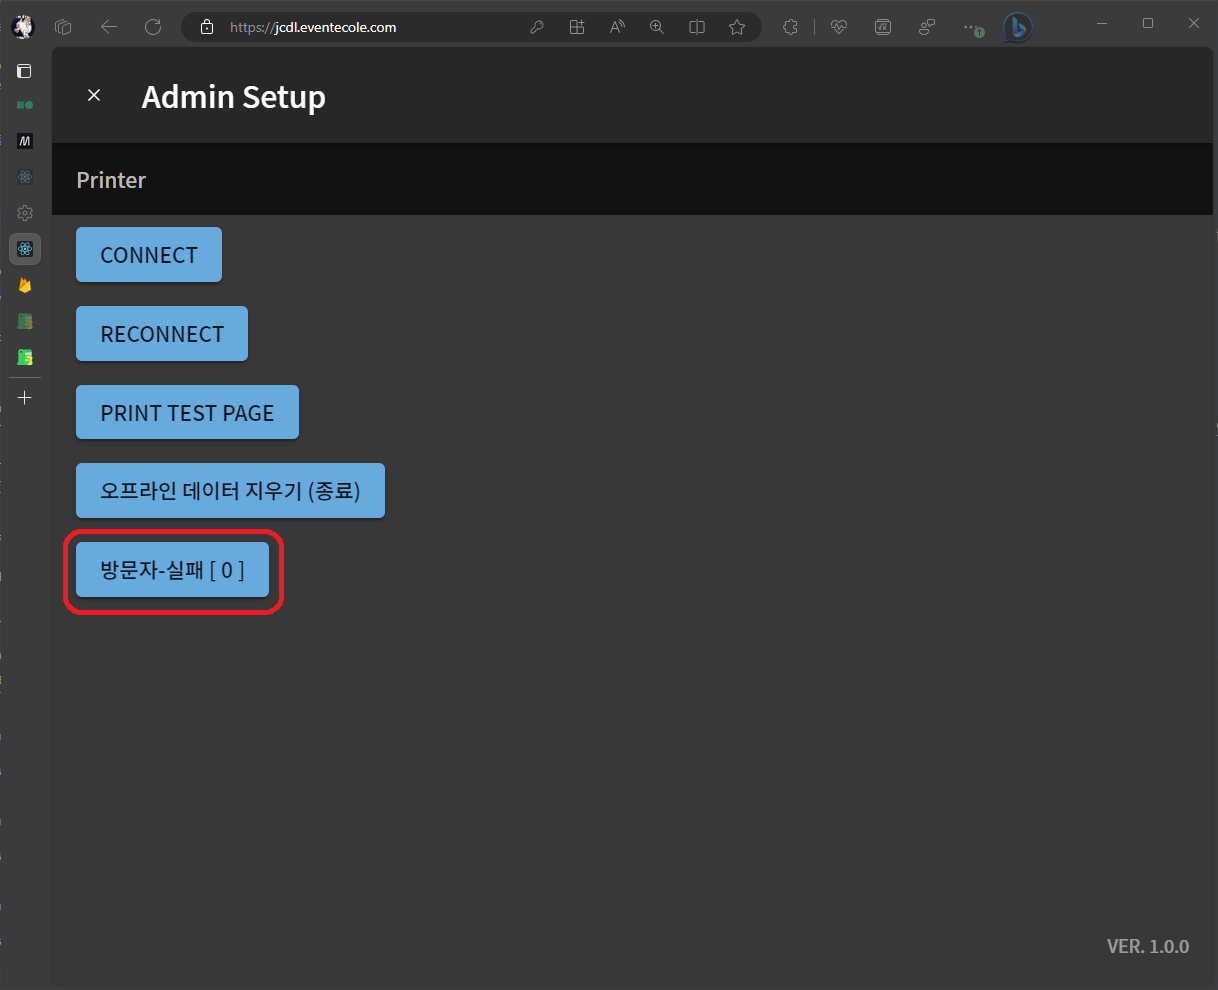 https://jcdl.eventecole.com
Admin Setup
Printer
CONNECT
RECONNECT
PRINT TEST PAGE
오프라인 데이터 지우기 (종료)
방문자-실패 [ 0 ]
VER. 1.0.0